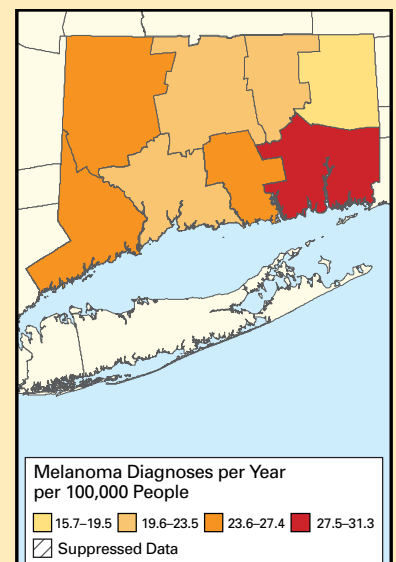 Melanoma Diagnoses per Year
per 100,000 People
15.7–19.5 19.6–23.5 23.6–27.4 27.5–31.3
Suppressed Data